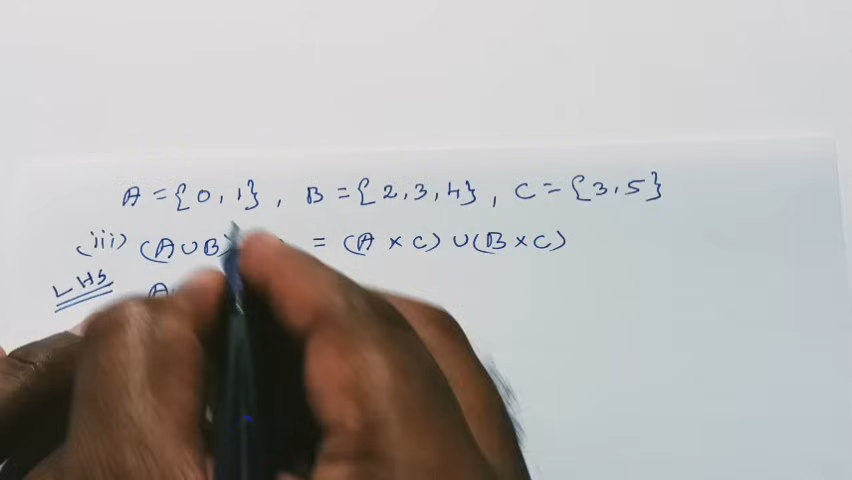 A = {0, 1}, B = {2, 3, 4}, C = {3, 5}
(iii) (A ∪ B) = (A × C) ∪ (B × C)
LHS A